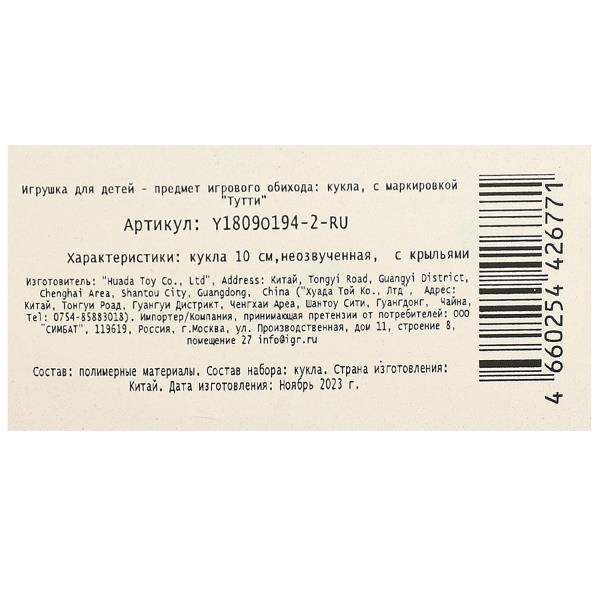 игрушка для детей - предмет игрового обихода: кукла, с маркировкой
"Тутти"
Артикул: Y18090194-2-RU
Характеристики: кукла 10 см,неозвученная, с крыльями
Изготовитель: "Huada Toy Co., Ltd", Address: Китай, Tongyi Road, Guangyi District,
Chenghai Area, Shantou City, Guangdong, China ("Хуада Той Ко., Лтд", Адрес:
Китай, Тонгуи Роад, Гуангуи Дистрикт, Ченгхаи Ареа, Шантоу Сити, Гуангдонг, Чайна,
Tel: 0754-85883018). Импортер/Компания, принимающая претензии от потребителей: ООО
"СИМБАТ", 119619, Россия, г.Москва, ул. Производственная, дом 11, строение 8,
помещение 27 info@igr.ru
Состав: полимерные материалы. Состав набора: кукла. Страна изготовления:
Китай. Дата изготовления: Ноябрь 2023 г.
4 660254 426771